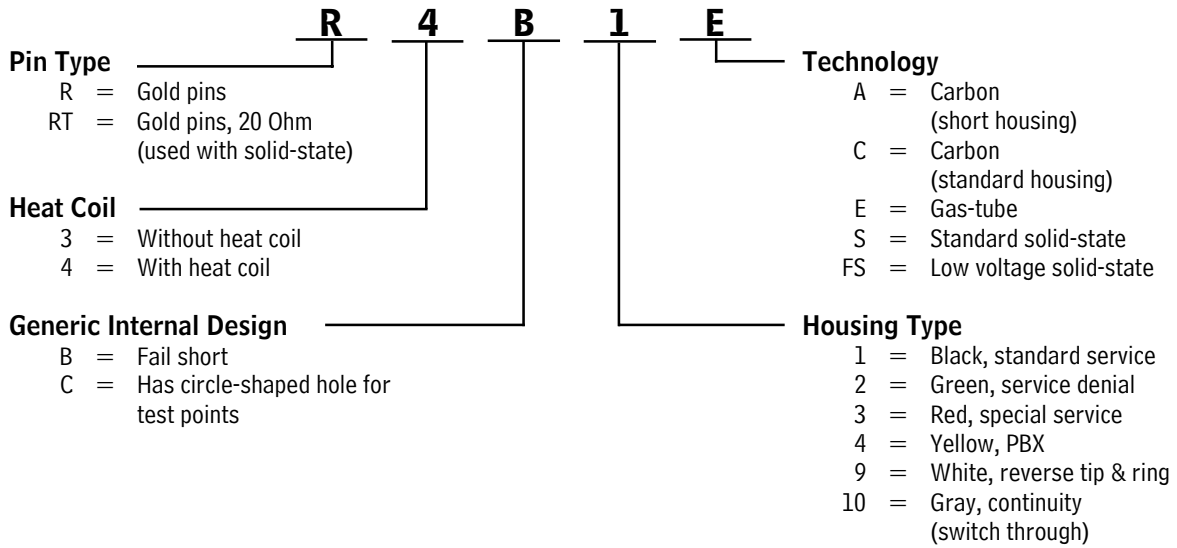 R 4 B 1 E
Pin Type
R = Gold pins
RT = Gold pins, 20 Ohm
(used with solid-state)
Heat Coil
3 = Without heat coil
4 = With heat coil
Generic Internal Design
B = Fail short
C = Has circle-shaped hole for
test points
Technology
A = Carbon
(short housing)
C = Carbon
(standard housing)
E = Gas-tube
S = Standard solid-state
FS = Low voltage solid-state
Housing Type
1 = Black, standard service
2 = Green, service denial
3 = Red, special service
4 = Yellow, PBX
9 = White, reverse tip & ring
10 = Gray, continuity
(switch through)